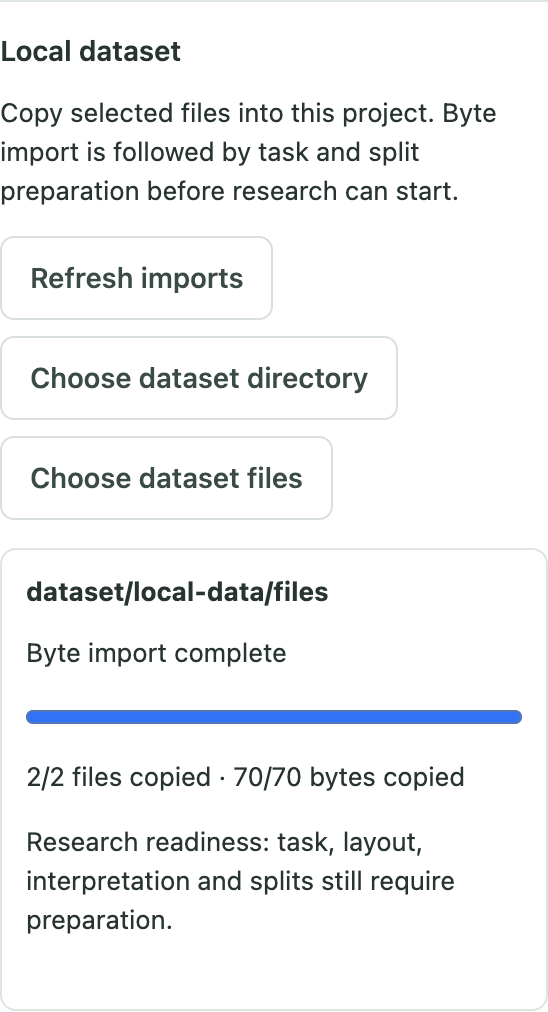 Local dataset
Copy selected files into this project. Byte
import is followed by task and split
preparation before research can start.
Refresh imports
Choose dataset directory
Choose dataset files
dataset/local-data/files
Byte import complete
2/2 files copied · 70/70 bytes copied
Research readiness: task, layout,
interpretation and splits still require
preparation.